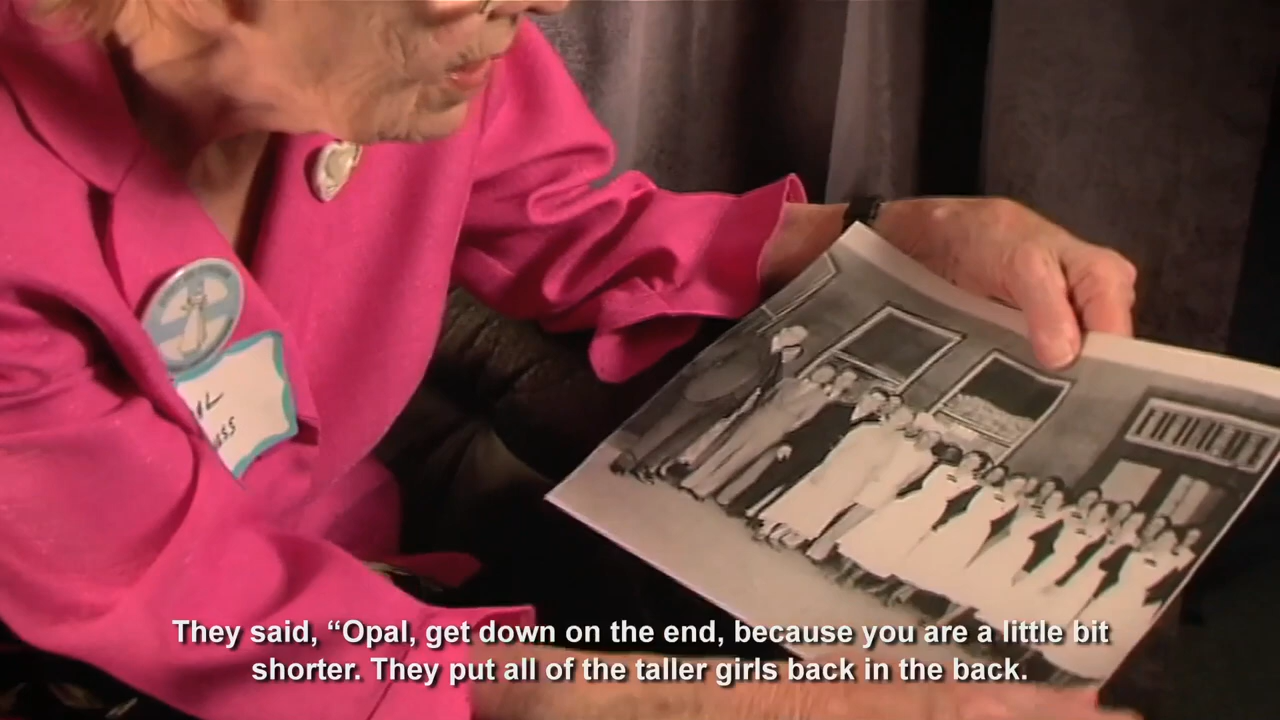 They said, “Opal, get down on the end, because you are a little bit
shorter. They put all of the taller girls back in the back.